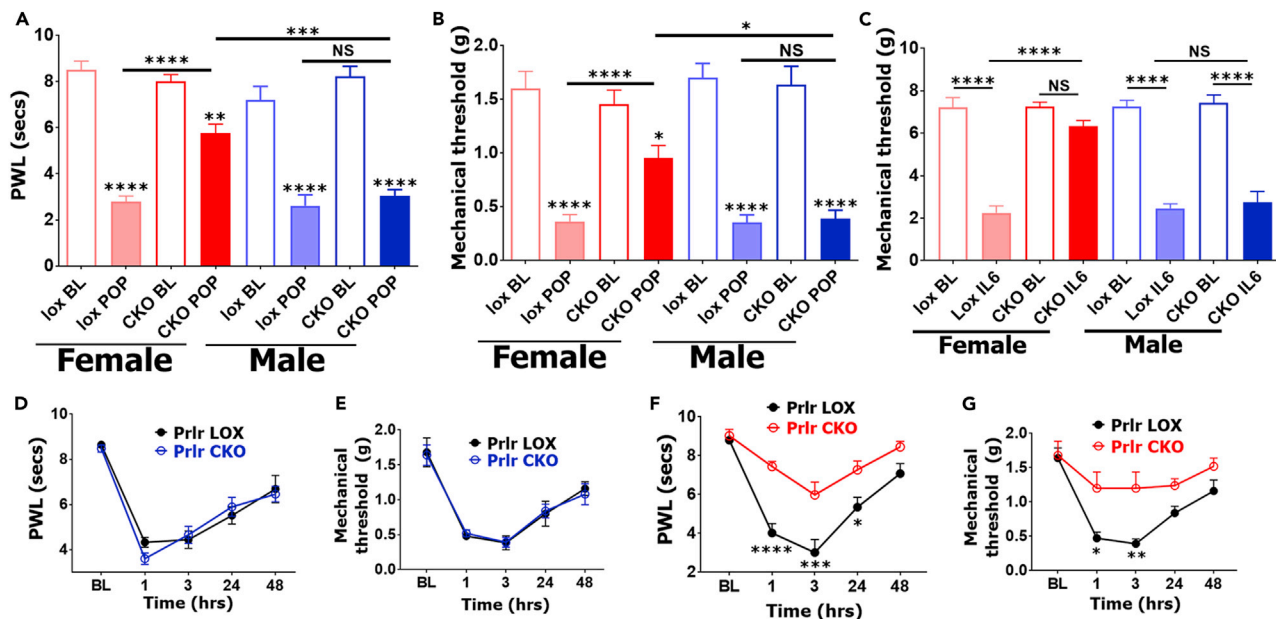 A
PWL (secs)
10
8
6
4
2
0
****
****
**
***
NS
****
****
lox BL
lox POP
CKO BL
CKO POP
lox BL
lox POP
CKO BL
CKO POP
Female
Male
B
Mechanical threshold (g)
2.0
1.5
1.0
0.5
0.0
****
****
*
*
NS
****
****
lox BL
lox POP
CKO BL
CKO POP
lox BL
lox POP
CKO BL
CKO POP
Female
Male
C
Mechanical threshold (g)
10
8
6
4
2
0
****
****
NS
****
NS
****
lox BL
Lox IL6
CKO BL
CKO IL6
lox BL
Lox IL6
CKO BL
CKO IL6
Female
Male
D
PWL (secs)
10
8
6
4
Prlr LOX
Prlr CKO
BL 1 3 24 48
Time (hrs)
E
Mechanical
threshold (g)
2.0
1.5
1.0
0.5
0.0
Prlr LOX
Prlr CKO
BL 1 3 24 48
Time (hrs)
F
PWL (secs)
10
8
6
4
2
Prlr LOX
Prlr CKO
****
***
*
BL 1 3 24 48
Time (hrs)
G
Mechanical
threshold (g)
2.0
1.5
1.0
0.5
0.0
Prlr LOX
Prlr CKO
*
**
BL 1 3 24 48
Time (hrs)